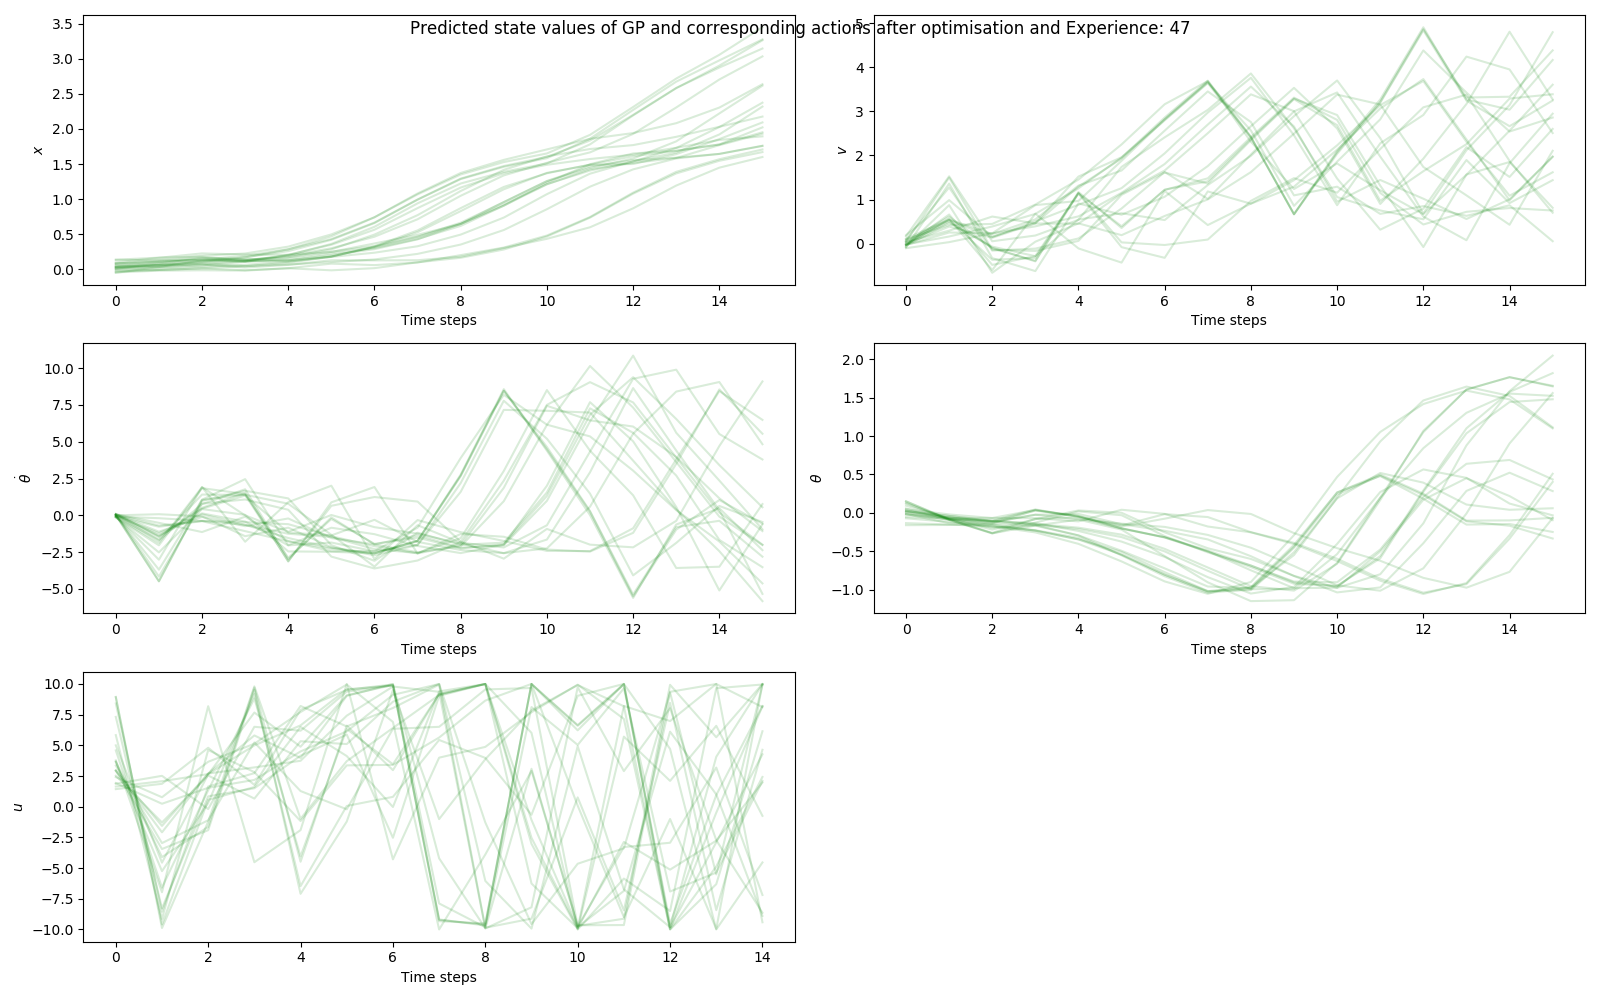 Predicted state values of GP and corresponding actions after optimisation and Experience: 47
3.5
3.0
2.5
2.0
1.5
1.0
0.5
0.0
x
0 2 4 6 8 10 12 14
Time steps
5
4
3
2
1
0
v
0 2 4 6 8 10 12 14
Time steps
10.0
7.5
5.0
2.5
0.0
−2.5
−5.0
θ̇
0 2 4 6 8 10 12 14
Time steps
2.0
1.5
1.0
0.5
0.0
−0.5
−1.0
θ
0 2 4 6 8 10 12 14
Time steps
10.0
7.5
5.0
2.5
0.0
−2.5
−5.0
−7.5
−10.0
u
0 2 4 6 8 10 12 14
Time steps